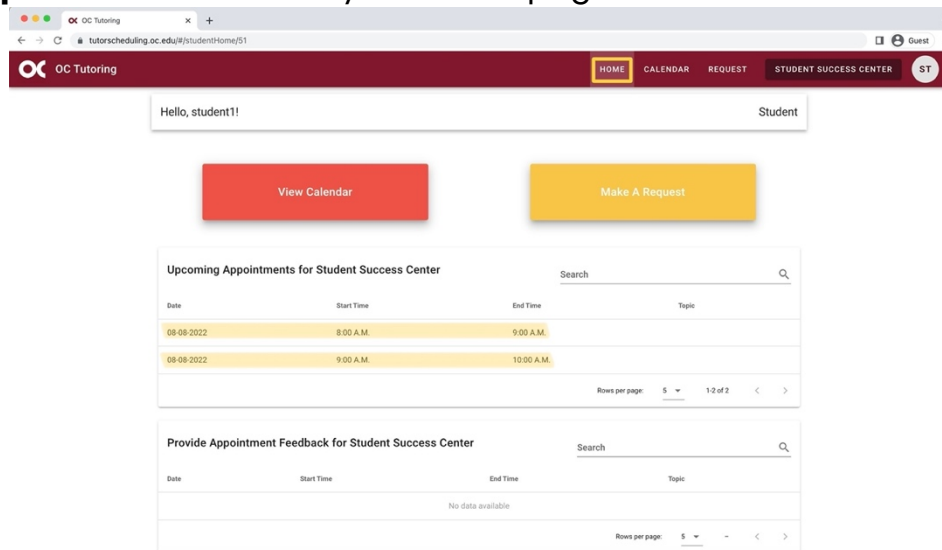 OC OC Tutoring
tutorscheduling.oc.edu/#/studentHome/51
Guest
OC OC Tutoring
HOME CALENDAR REQUEST STUDENT SUCCESS CENTER ST
Hello, student1! Student
View Calendar Make A Request
Upcoming Appointments for Student Success Center Search
Date Start Time End Time Topic
08-08-2022 8:00 A.M. 9:00 A.M.
08-08-2022 9:00 A.M. 10:00 A.M.
Rows per page: 5 1-2 of 2
Provide Appointment Feedback for Student Success Center Search
Date Start Time End Time Topic
No data available
Rows per page: 5 –